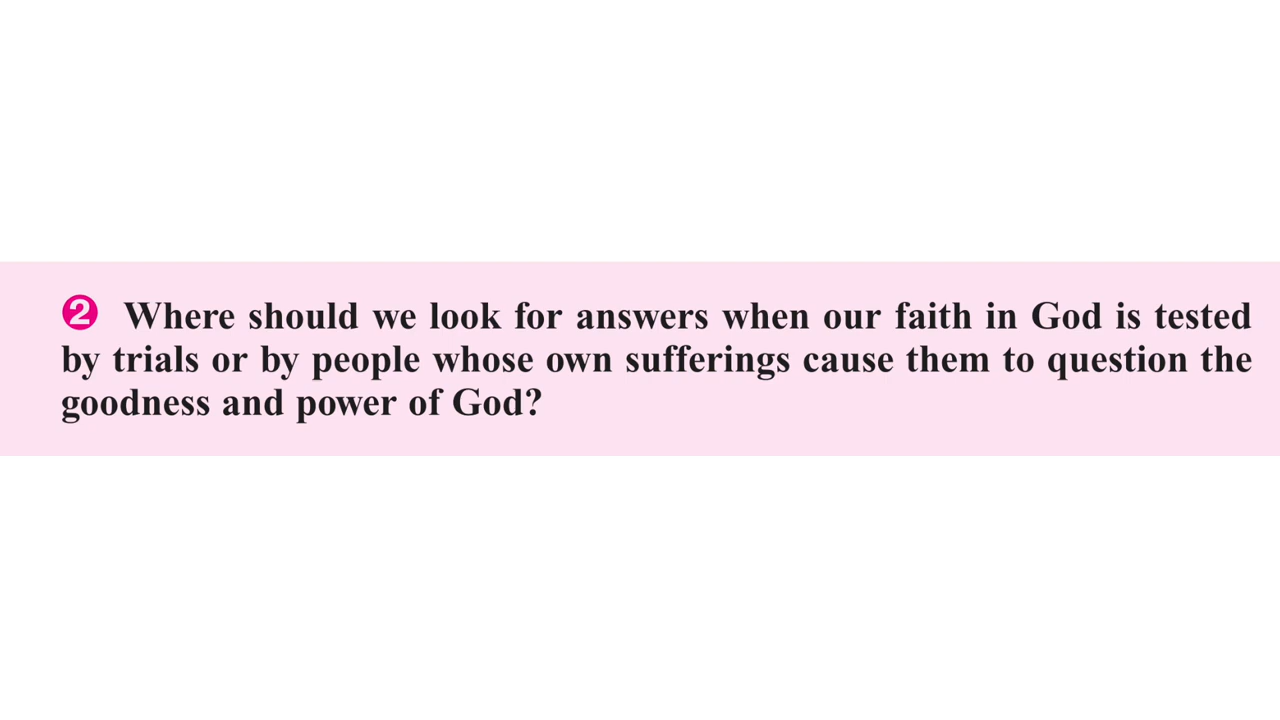 ❷ Where should we look for answers when our faith in God is tested
by trials or by people whose own sufferings cause them to question the
goodness and power of God?